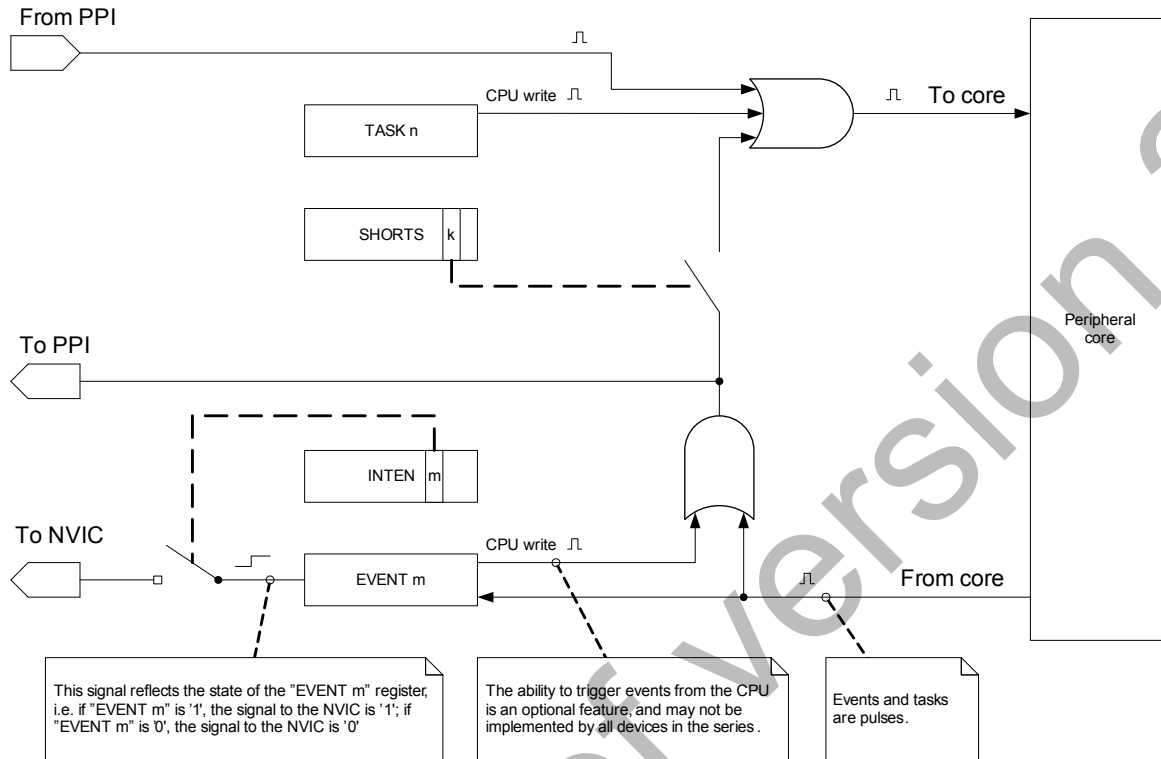 From PPI
CPU write
To core
TASK n
SHORTS
k
Peripheral
core
To PPI
INTEN
m
To NVIC
CPU write
EVENT m
From core
This signal reflects the state of the "EVENT m" register,
i.e. if "EVENT m" is '1', the signal to the NVIC is '1'; if
"EVENT m" is '0', the signal to the NVIC is '0'
The ability to trigger events from the CPU
is an optional feature, and may not be
implemented by all devices in the series.
Events and tasks
are pulses.
of version